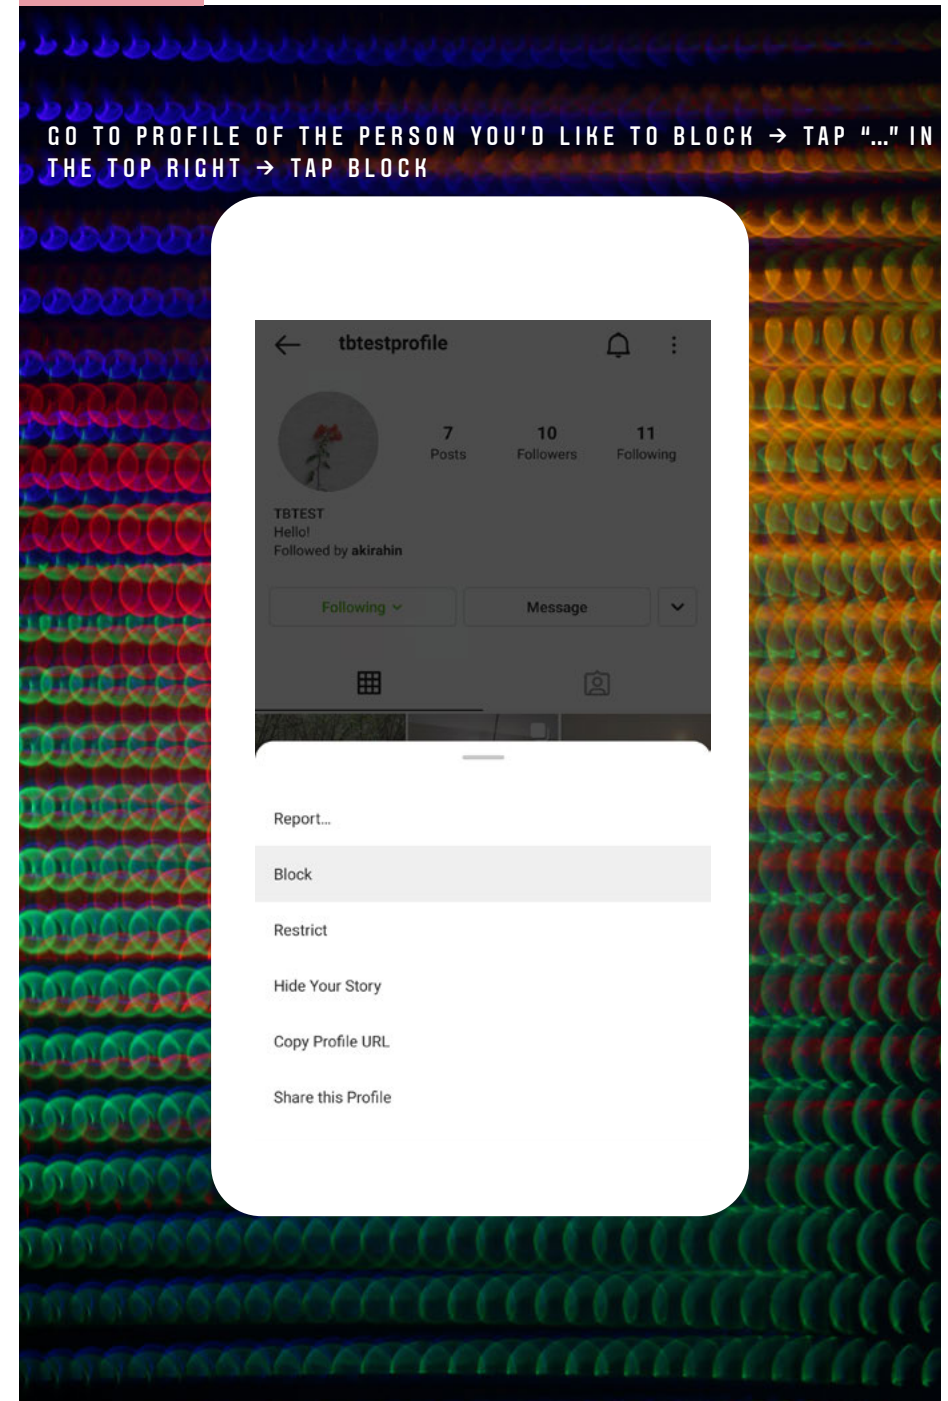 GO TO PROFILE OF THE PERSON YOU'D LIKE TO BLOCK → TAP “...” IN
THE TOP RIGHT → TAP BLOCK
tbtestprofile
7 10 11
Posts Followers Following
TBTEST
Hello!
Followed by akirahin
Following Message
Report...
Block
Restrict
Hide Your Story
Copy Profile URL
Share this Profile